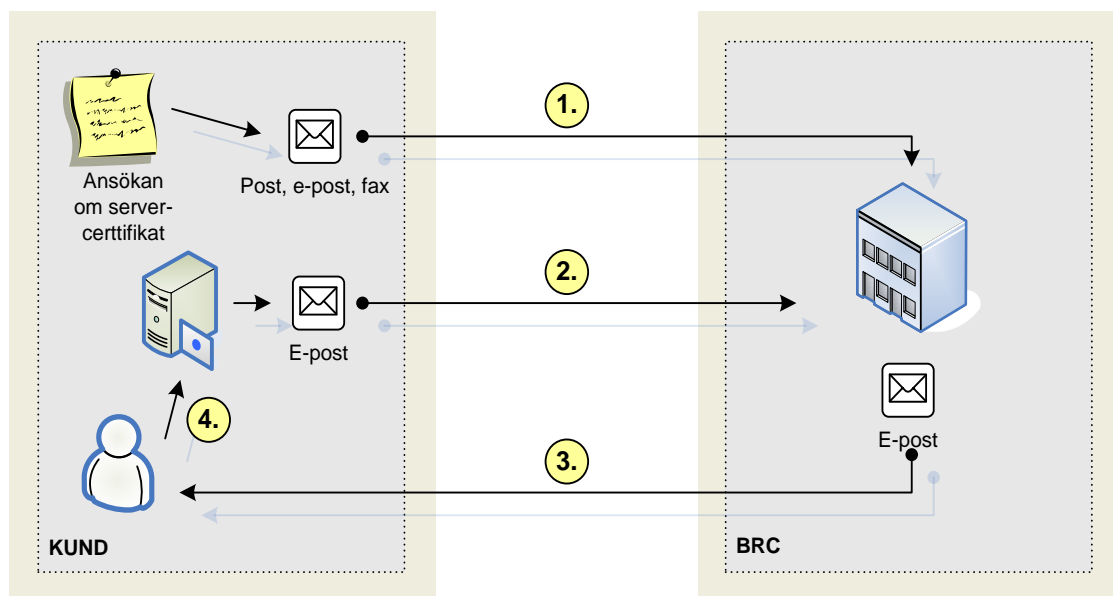 1.
Ansökan
om server-
certtifikat
Post, e-post, fax
2.
E-post
E-post
4.
3.
KUND
BRC